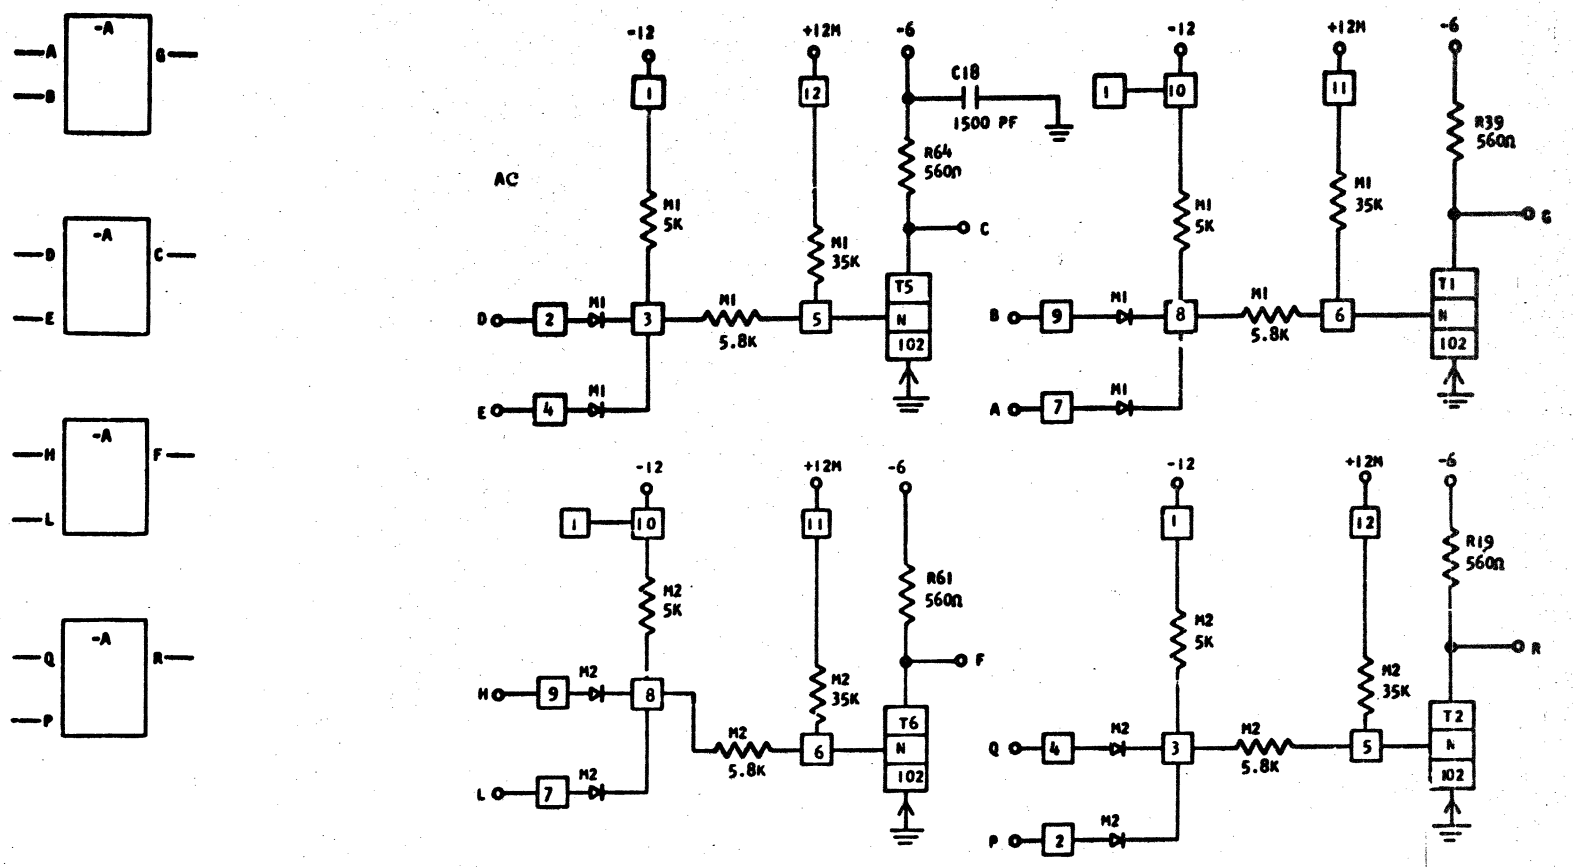 -A
A
B
G
-A
D
E
C
-A
H
L
F
-A
Q
P
R
AC
-12
+12M
-6
1
12
C18
1500 PF
R64
560Ω
M1
5K
C
M1
35K
T5
D
2
M1
3
M1
5.8K
5
N
102
E
4
M1
-12
+12M
-6
1
10
11
R39
560Ω
M1
35K
M1
5K
G
T1
B
9
M1
8
M1
5.8K
6
N
102
A
7
M1
-12
+12M
-6
1
10
11
M2
5K
R61
560Ω
F
M2
35K
H
9
M2
8
T6
M2
5.8K
6
N
102
L
7
M2
-12
+12M
-6
1
12
R19
560Ω
M2
5K
R
M2
35K
T2
Q
4
M2
3
M2
5.8K
5
N
102
P
2
M2